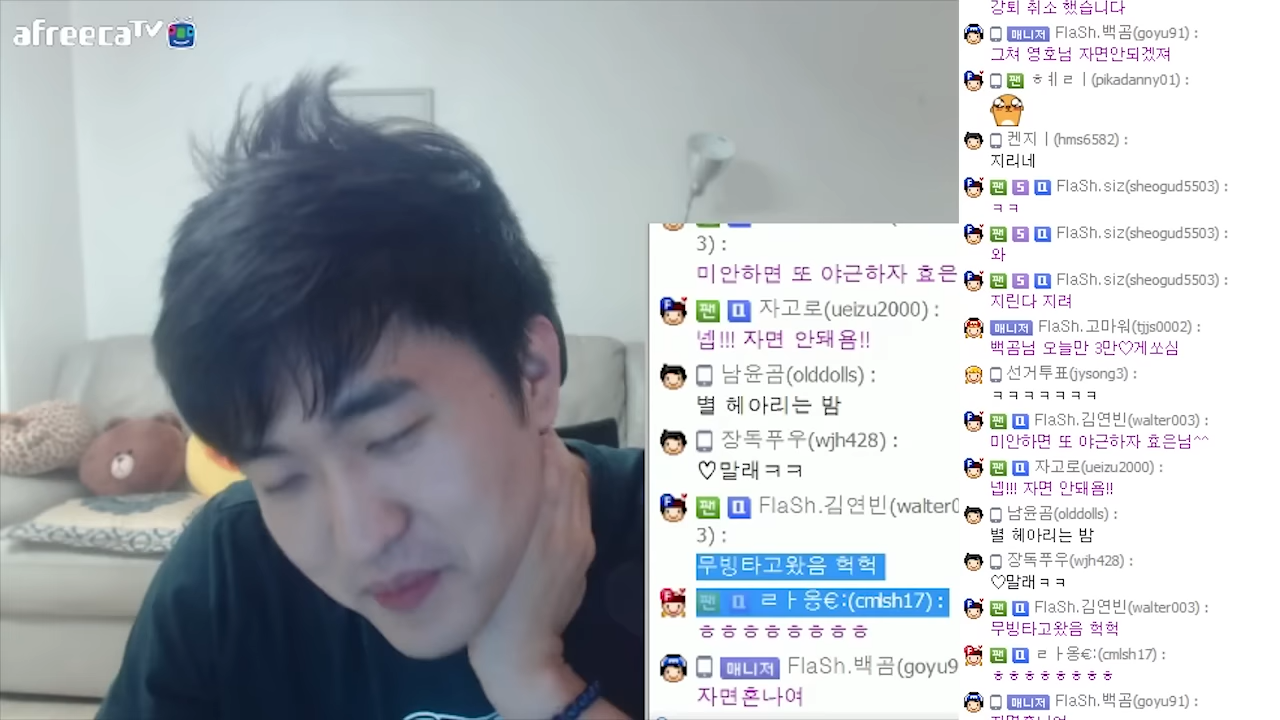 afreecaTV
3) :
미안하면 또 야근하자 효은
팬 자고로(ueizu2000) :
넵!!! 자면 안돼욤!!
남윤곰(olddolls) :
별 헤아리는 밤
장독푸우(wjh428) :
♡말래ㅋㅋ
팬 FlaSh.김연빈(walter0
3) :
무빙타고왔음 헉헉
팬 ㄹㅏ옹€:(cmlsh17) :
ㅎㅎㅎㅎㅎㅎㅎㅎ
매니저 FlaSh.백곰(goyu9
자면혼나여
강퇴 취소 했습니다
매니저 FlaSh.백곰(goyu91) :
그쳐 영호님 자면안되겠져
팬 ㅎㅖㄹㅣ(pikadanny01) :
켄지ㅣ(hms6582) :
지리네
팬 S FlaSh.siz(sheogud5503) :
ㅋㅋ
팬 S FlaSh.siz(sheogud5503) :
와
팬 S FlaSh.siz(sheogud5503) :
지린다 지려
매니저 FlaSh.고마워(tjjs0002) :
백곰님 오늘만 3만♡게쏘심
선거투표(jysong3) :
ㅋㅋㅋㅋㅋㅋㅋ
팬 FlaSh.김연빈(walter003) :
미안하면 또 야근하자 효은님^^
팬 자고로(ueizu2000) :
넵!!! 자면 안돼욤!!
남윤곰(olddolls) :
별 헤아리는 밤
장독푸우(wjh428) :
♡말래ㅋㅋ
팬 FlaSh.김연빈(walter003) :
무빙타고왔음 헉헉
팬 ㄹㅏ옹€:(cmlsh17) :
ㅎㅎㅎㅎㅎㅎㅎㅎ
매니저 FlaSh.백곰(goyu91) :